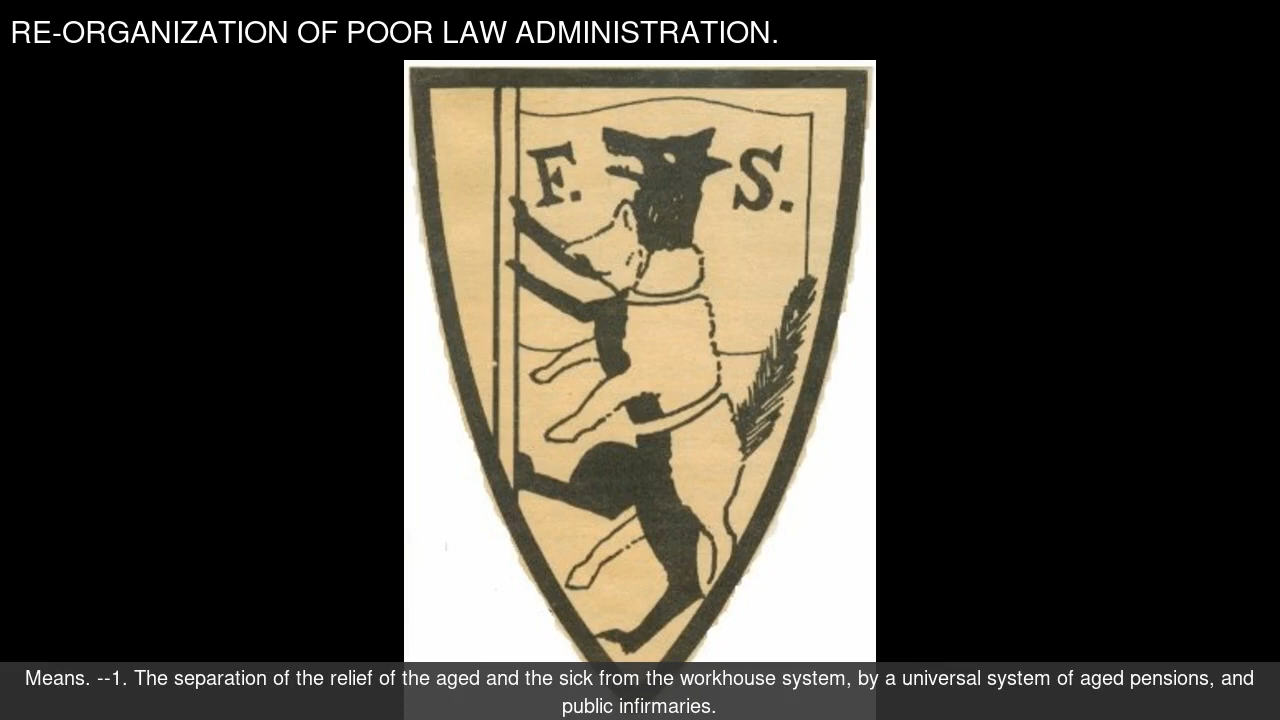 RE-ORGANIZATION OF POOR LAW ADMINISTRATION.
F. S.
Means. --1. The separation of the relief of the aged and the sick from the workhouse system, by a universal system of aged pensions, and
public infirmaries.